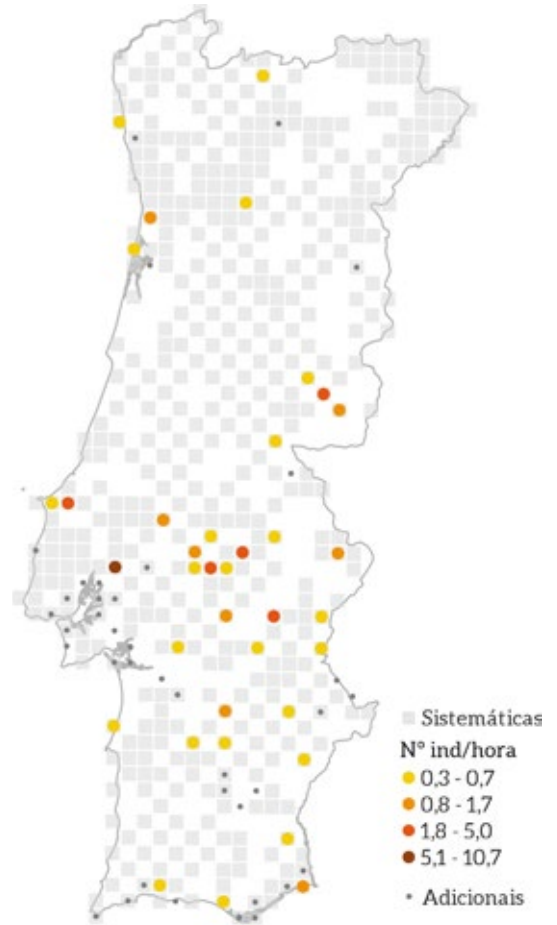 Sistemáticas
Nº ind/hora
0,3 - 0,7
0,8 - 1,7
1,8 - 5,0
5,1 - 10,7
Adicionais